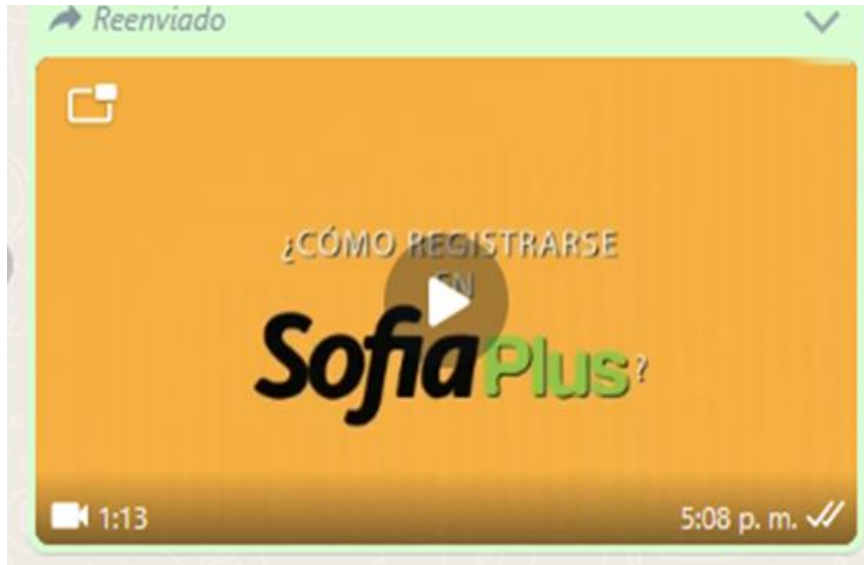 Reenviado
¿CÓMO REGISTRARSE
EN
SofiaPlus?
1:13
5:08 p. m.